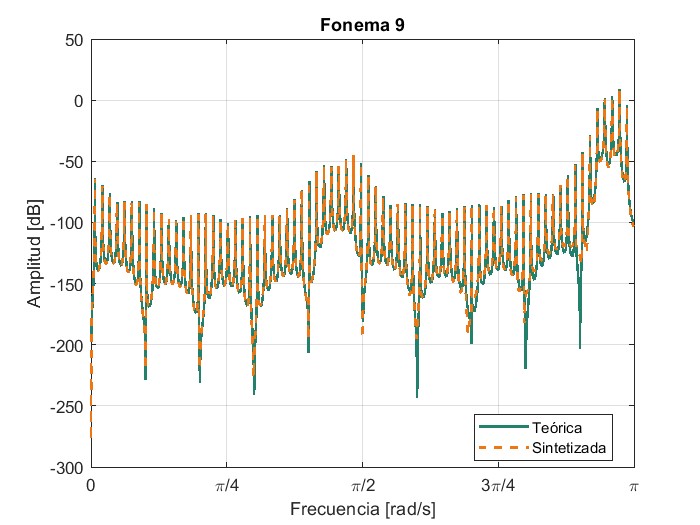 Fonema 9
Amplitud [dB]
50
0
-50
-100
-150
-200
-250
-300
0
π/4
π/2
3π/4
π
Frecuencia [rad/s]
Teórica
Sintetizada